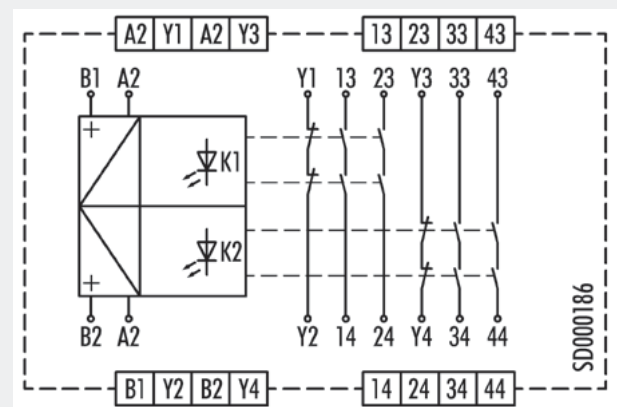 A2 Y1 A2 Y3 13 23 33 43
B1 A2 Y1 13 23 Y3 33 43
+ K1
K2
+
B2 A2 Y2 14 24 Y4 34 44
SD000186
B1 Y2 B2 Y4 14 24 34 44